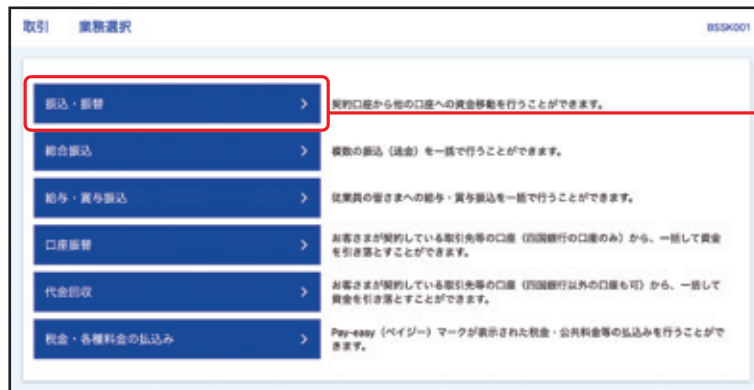 取引 業務選択 BSSK001
振込・振替 契約口座から他の口座への資金移動を行うことができます。
総合振込 複数の振込（送金）を一括で行うことができます。
給与・賞与振込 従業員の皆さまへの給与・賞与振込を一括で行うことができます。
口座振替 お客さまが契約している取引先等の口座（四国銀行の口座のみ）から、一括して資金
を引き落とすことができます。
代金回収 お客さまが契約している取引先等の口座（四国銀行以外の口座も可）から、一括して
資金を引き落とすことができます。
税金・各種料金の払込み Pay-easy（ペイジー）マークが表示された税金・公共料金等の払込みを行うことがで
きます。